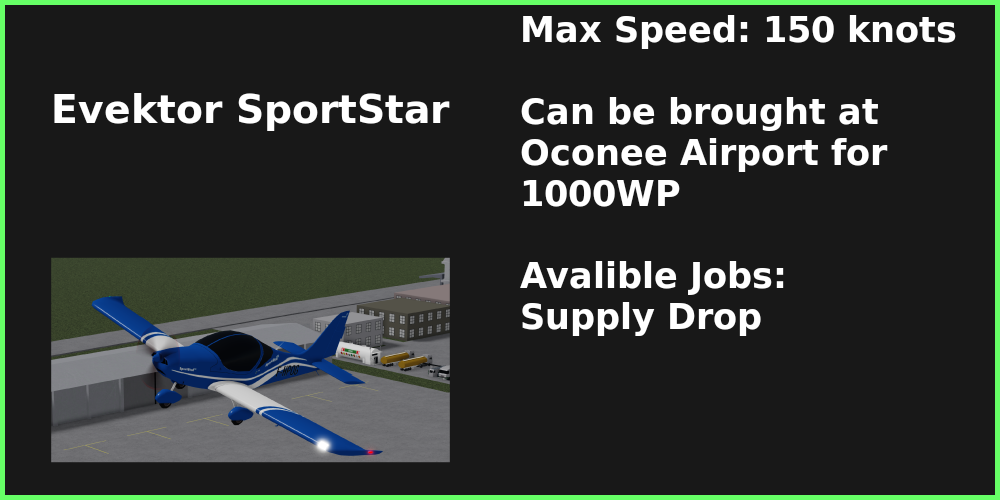 Evektor SportStar
Max Speed: 150 knots
Can be brought at
Oconee Airport for
1000WP
Avalible Jobs:
Supply Drop